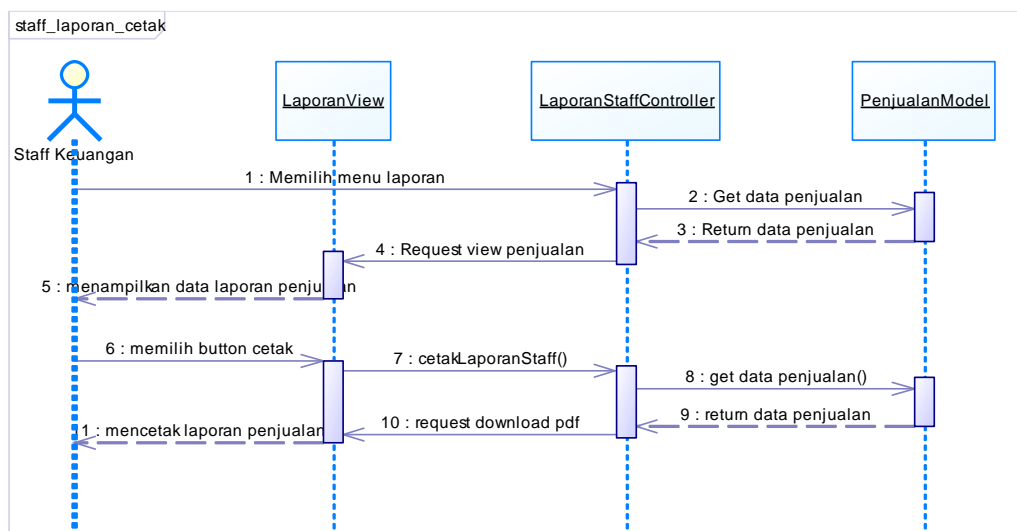 staff_laporan_cetak
LaporanView
LaporanStaffController
PenjualanModel
Staff Keuangan
1 : Memilih menu laporan
2 : Get data penjualan
3 : Return data penjualan
4 : Request view penjualan
5 : menampilkan data laporan penjualan
6 : memilih button cetak
7 : cetakLaporanStaff()
8 : get data penjualan()
9 : return data penjualan
10 : request download pdf
11 : mencetak laporan penjualan